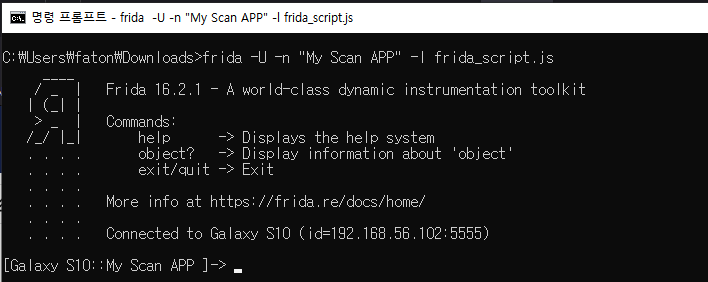 명령 프롬프트 - frida -U -n "My Scan APP" -l frida_script.js
C:₩Users₩faton₩Downloads>frida -U -n "My Scan APP" -l frida_script.js
     ____
    / _  |   Frida 16.2.1 - A world-class dynamic instrumentation toolkit
   | (_| |
    > _  |   Commands:
   /_/ |_|       help      -> Displays the help system
   . . . .       object?   -> Display information about 'object'
   . . . .       exit/quit -> Exit
   . . . .
   . . . .   More info at https://frida.re/docs/home/
   . . . .
   . . . .   Connected to Galaxy S10 (id=192.168.56.102:5555)
[Galaxy S10::My Scan APP ]->